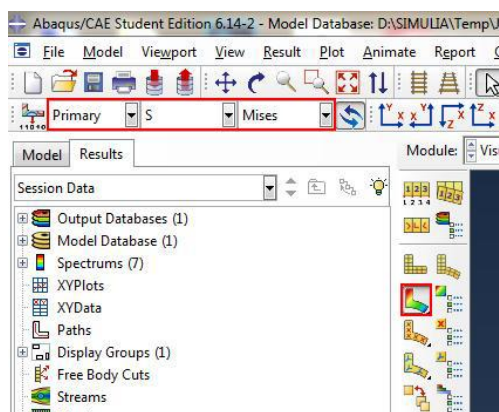 Abaqus/CAE Student Edition 6.14-2 - Model Database: D:\SIMULIA\Temp\
File Model Viewport View Result Plot Animate Report
Primary S Mises
Model Results Module: Vis
Session Data
Output Databases (1)
Model Database (1)
Spectrums (7)
XYPlots
XYData
Paths
Display Groups (1)
Free Body Cuts
Streams